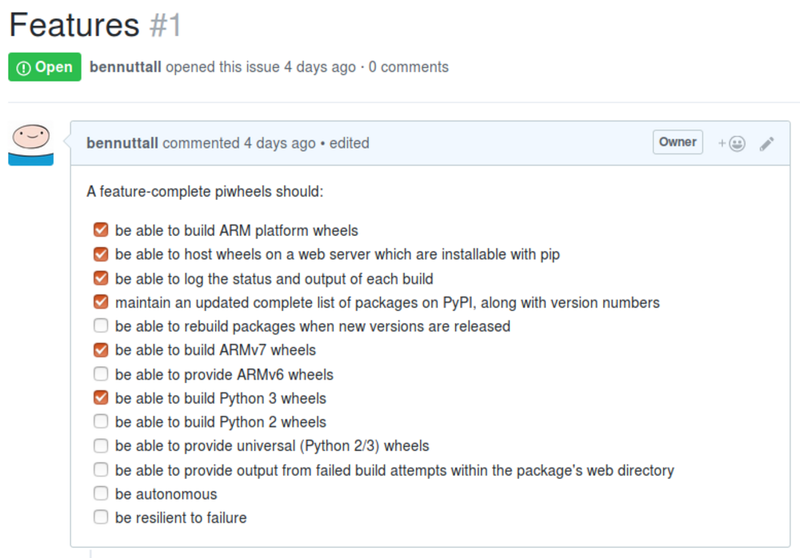 Features #1
Open bennuttall opened this issue 4 days ago · 0 comments
bennuttall commented 4 days ago • edited Owner
A feature-complete piwheels should:
be able to build ARM platform wheels
be able to host wheels on a web server which are installable with pip
be able to log the status and output of each build
maintain an updated complete list of packages on PyPI, along with version numbers
be able to rebuild packages when new versions are released
be able to build ARMv7 wheels
be able to provide ARMv6 wheels
be able to build Python 3 wheels
be able to build Python 2 wheels
be able to provide universal (Python 2/3) wheels
be able to provide output from failed build attempts within the package's web directory
be autonomous
be resilient to failure